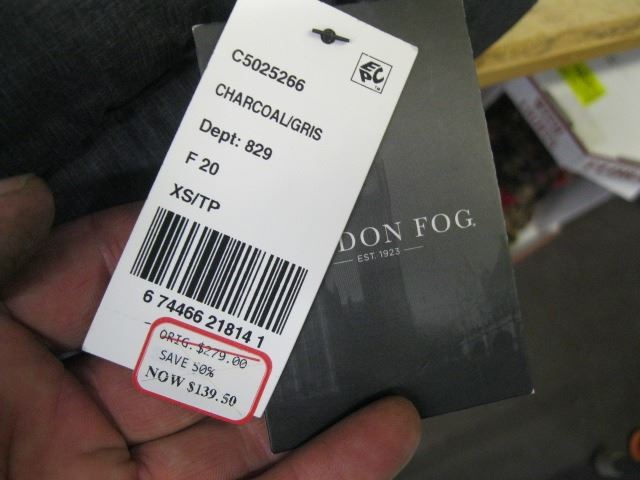 C5025266
EPC
CHARCOAL/GRIS
Dept: 829
F 20
XS/TP
6 74466 21814 1
ORIG. $279.00
SAVE 50%
NOW $139.50
DON FOG.
EST. 1923